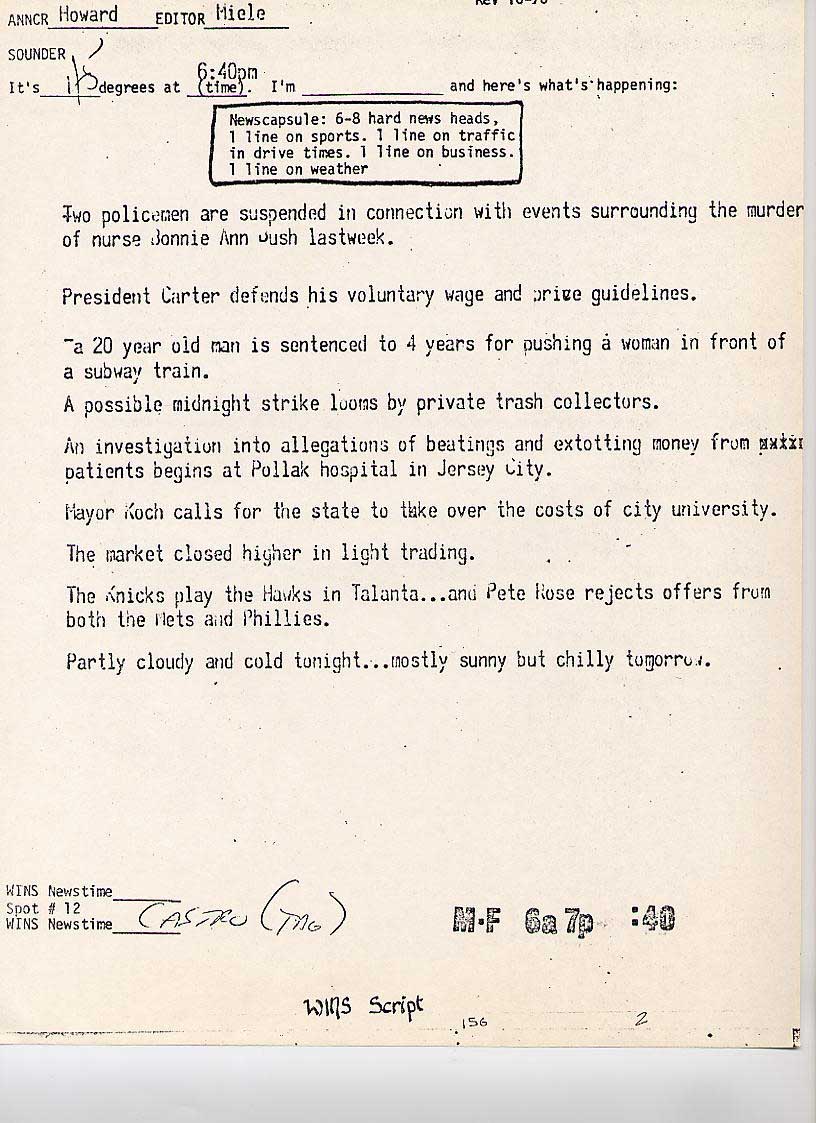 ANNCR Howard EDITOR Miele
SOUNDER
It's degrees at 6:40pm (time). I'm and here's what's happening:
Newscapsule: 6-8 hard news heads,
1 line on sports. 1 line on traffic
in drive times. 1 line on business.
1 line on weather
Two policemen are suspended in connection with events surrounding the murder
of nurse Bonnie Ann Bush lastweek.
President Carter defends his voluntary wage and price guidelines.
-a 20 year old man is sentenced to 4 years for pushing a woman in front of
a subway train.
A possible midnight strike looms by private trash collectors.
An investigation into allegations of beatings and extotting money from
patients begins at Pollak hospital in Jersey City.
Mayor Koch calls for the state to take over the costs of city university.
The market closed higher in light trading.
The Knicks play the Hawks in Talanta...and Pete Rose rejects offers from
both the Mets and Phillies.
Partly cloudy and cold tonight...mostly sunny but chilly tomorrow.
WINS Newstime
Spot # 12
WINS Newstime CASTRO (TAG)
M-F 6a 7p :40
WINS Script
156 2